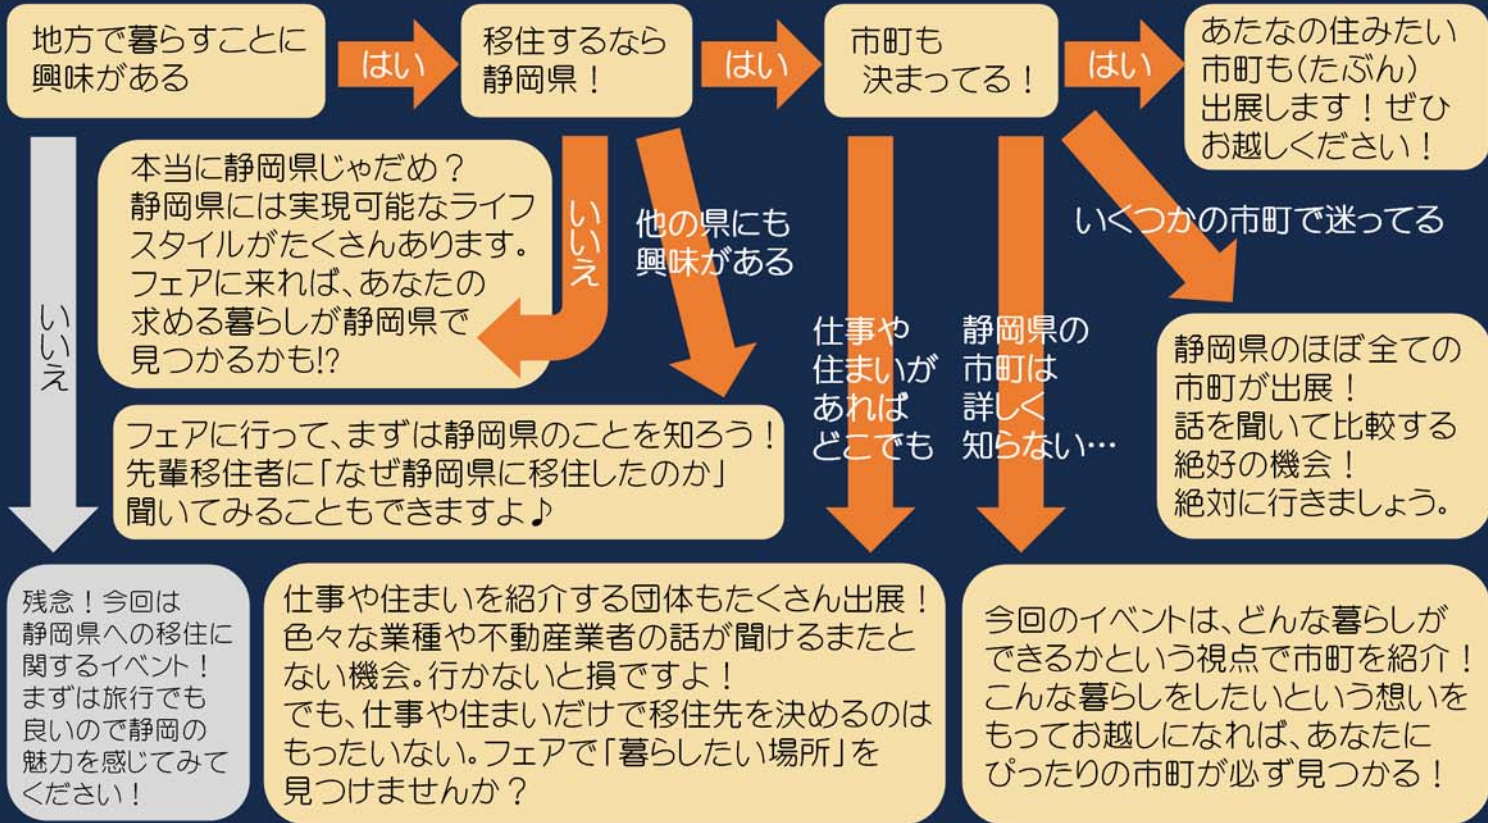 地方で暮らすことに
興味がある
はい
移住するなら
静岡県！
はい
市町も
決まってる！
はい
あたなの住みたい
市町も(たぶん)
出展します！ぜひ
お越しください！
いいえ
本当に静岡県じゃだめ？
静岡県には実現可能なライフ
スタイルがたくさんあります。
フェアに来れば、あなたの
求める暮らしが静岡県で
見つかるかも!?
いいえ
他の県にも
興味がある
いくつかの市町で迷ってる
仕事や
住まいが
あれば
どこでも
静岡県の
市町は
詳しく
知らない…
静岡県のほぼ全ての
市町が出展！
話を聞いて比較する
絶好の機会！
絶対に行きましょう。
フェアに行って、まずは静岡県のことを知ろう！
先輩移住者に「なぜ静岡県に移住したのか」
聞いてみることもできますよ♪
残念！今回は
静岡県への移住に
関するイベント！
まずは旅行でも
良いので静岡の
魅力を感じてみて
ください！
仕事や住まいを紹介する団体もたくさん出展！
色々な業種や不動産業者の話が聞けるまたと
ない機会。行かないと損ですよ！
でも、仕事や住まいだけで移住先を決めるのは
もったいない。フェアで「暮らしたい場所」を
見つけませんか？
今回のイベントは、どんな暮らしが
できるかという視点で市町を紹介！
こんな暮らしをしたいという想いを
もってお越しになれば、あなたに
ぴったりの市町が必ず見つかる！